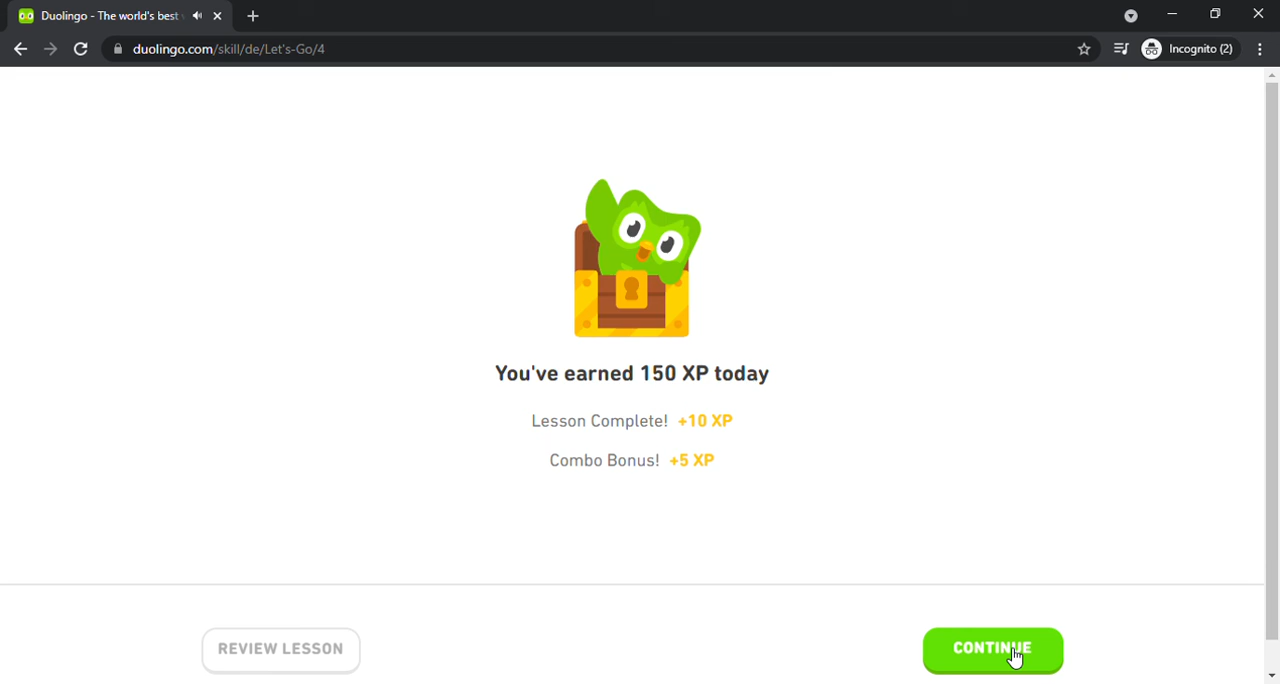 Duolingo - The world's best
duolingo.com/skill/de/Let's-Go/4
Incognito (2)
You've earned 150 XP today
Lesson Complete! +10 XP
Combo Bonus! +5 XP
REVIEW LESSON
CONTINUE